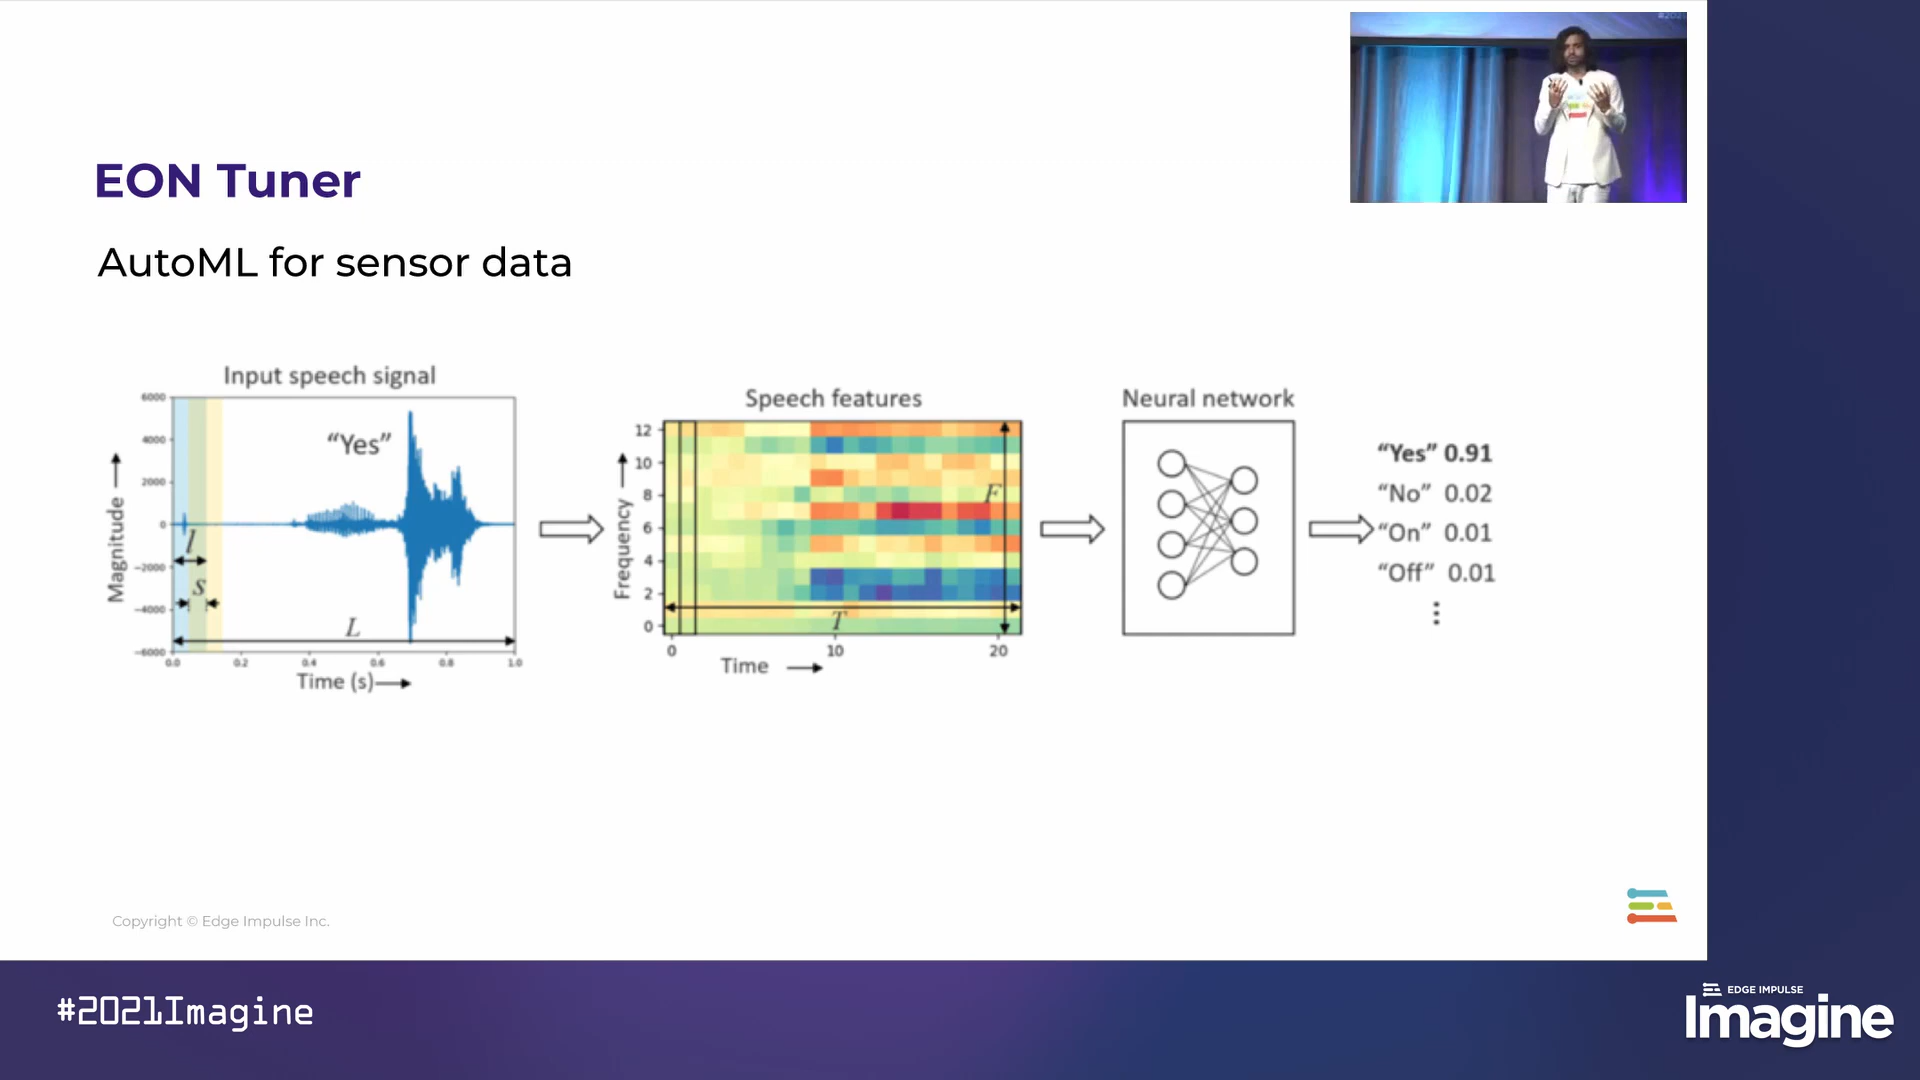 #2021
EON Tuner
AutoML for sensor data
Input speech signal
6000
4000
2000
0
−2000
−4000
−6000
Magnitude
"Yes"
l
s
L
0.0 0.2 0.4 0.6 0.8 1.0
Time (s)
Speech features
12
10
8
6
4
2
0
Frequency
F
T
0 10 20
Time
Neural network
"Yes" 0.91
"No" 0.02
"On" 0.01
"Off" 0.01
Copyright © Edge Impulse Inc.
#2021Imagine
EDGE IMPULSE
Imagine